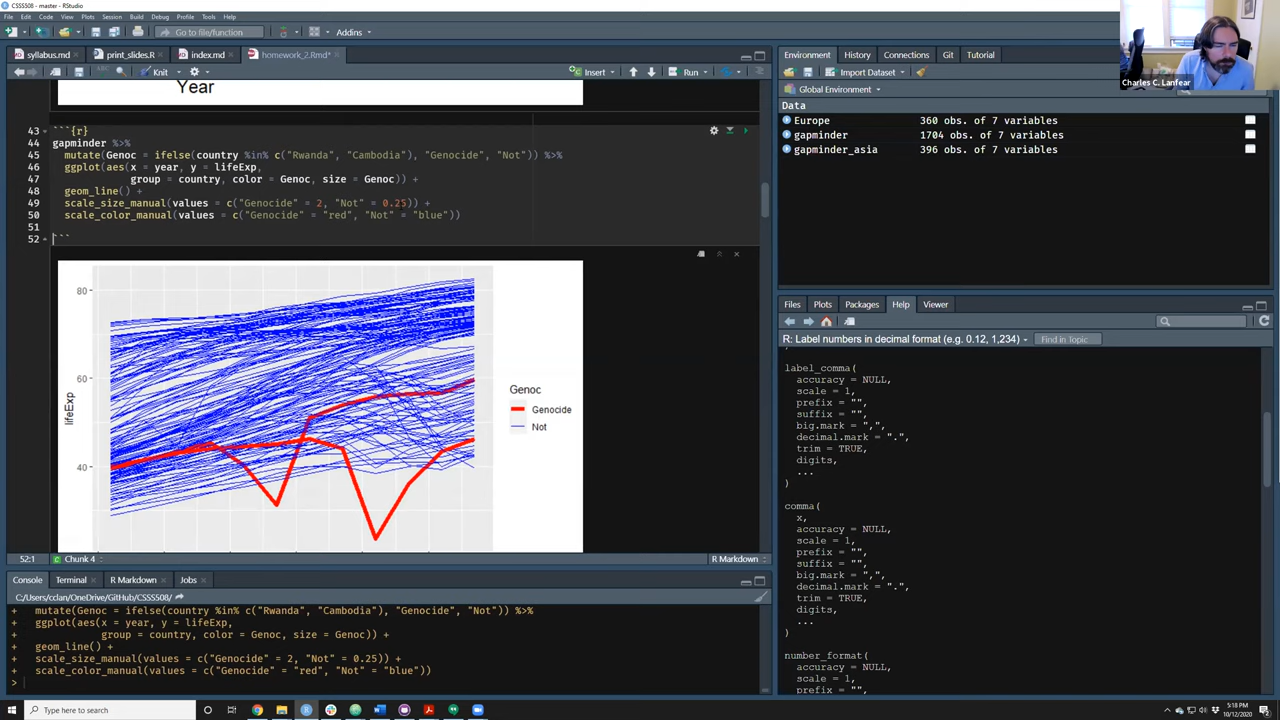 CSSS508 - master - RStudio
File Edit Code View Plots Session Build Debug Profile Tools Help
Go to file/function Addins
syllabus.md print_slides.R index.md homework_2.Rmd*
Knit Insert Run
Year
43 ```{r}
44 gapminder %>%
45 mutate(Genoc = ifelse(country %in% c("Rwanda", "Cambodia"), "Genocide", "Not")) %>%
46 ggplot(aes(x = year, y = lifeExp,
47 group = country, color = Genoc, size = Genoc)) +
48 geom_line() +
49 scale_size_manual(values = c("Genocide" = 2, "Not" = 0.25)) +
50 scale_color_manual(values = c("Genocide" = "red", "Not" = "blue"))
51
52 ```
80
60
40
lifeExp
Genoc
Genocide
Not
52:1 Chunk 4 R Markdown
Console Terminal R Markdown Jobs
C:/Users/cclan/OneDrive/GitHub/CSSS508/
+ mutate(Genoc = ifelse(country %in% c("Rwanda", "Cambodia"), "Genocide", "Not")) %>%
+ ggplot(aes(x = year, y = lifeExp,
+ group = country, color = Genoc, size = Genoc)) +
+ geom_line() +
+ scale_size_manual(values = c("Genocide" = 2, "Not" = 0.25)) +
+ scale_color_manual(values = c("Genocide" = "red", "Not" = "blue"))
>
Environment History Connections Git Tutorial
Import Dataset
Global Environment
Data
Europe 360 obs. of 7 variables
gapminder 1704 obs. of 7 variables
gapminder_asia 396 obs. of 7 variables
Charles C. Lanfear
Files Plots Packages Help Viewer
R: Label numbers in decimal format (e.g. 0.12, 1,234) Find in Topic
label_comma(
accuracy = NULL,
scale = 1,
prefix = "",
suffix = "",
big.mark = ",",
decimal.mark = ".",
trim = TRUE,
digits,
...
)
comma(
x,
accuracy = NULL,
scale = 1,
prefix = "",
suffix = "",
big.mark = ",",
decimal.mark = ".",
trim = TRUE,
digits,
...
)
number_format(
accuracy = NULL,
scale = 1,
prefix = "",
Type here to search
5:18 PM
10/12/2020